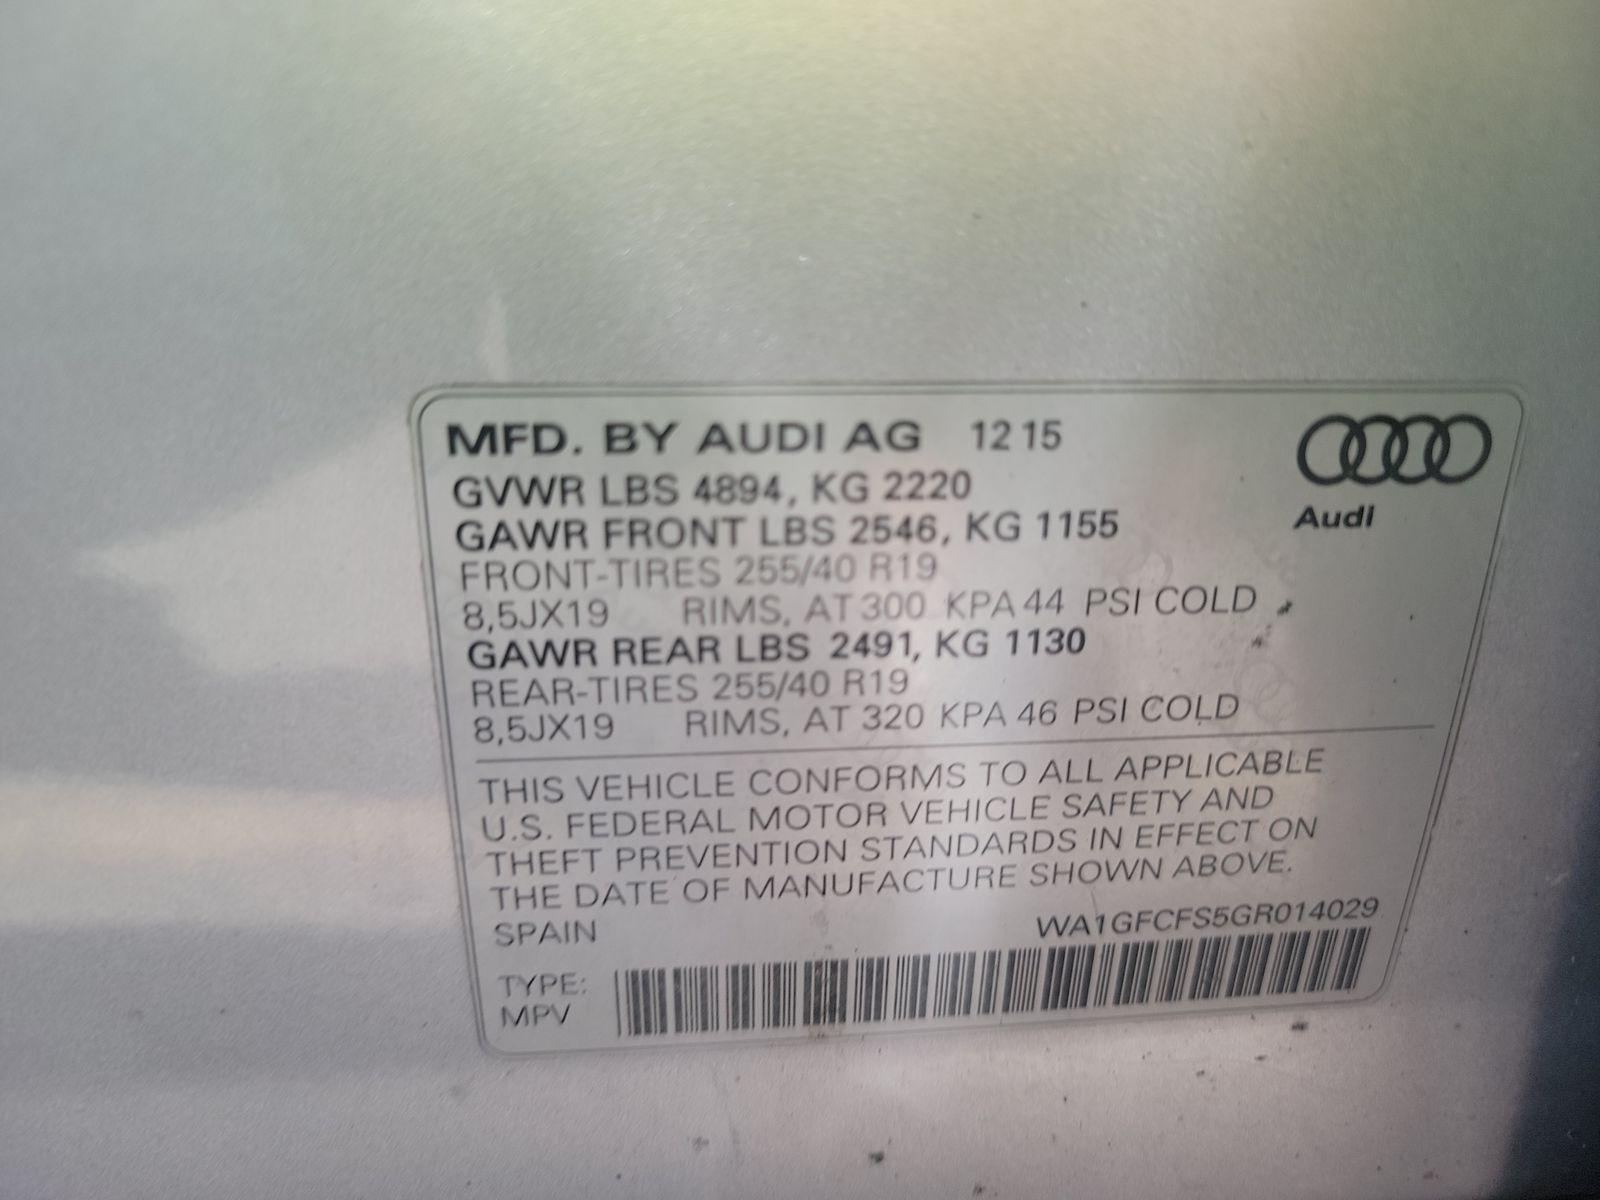 MFD. BY AUDI AG 12 15
GVWR LBS 4894, KG 2220
GAWR FRONT LBS 2546, KG 1155
FRONT-TIRES 255/40 R19
8,5JX19 RIMS, AT 300 KPA 44 PSI COLD
GAWR REAR LBS 2491, KG 1130
REAR-TIRES 255/40 R19
8,5JX19 RIMS, AT 320 KPA 46 PSI COLD
Audi
THIS VEHICLE CONFORMS TO ALL APPLICABLE
U.S. FEDERAL MOTOR VEHICLE SAFETY AND
THEFT PREVENTION STANDARDS IN EFFECT ON
THE DATE OF MANUFACTURE SHOWN ABOVE.
SPAIN WA1GFCFS5GR014029
TYPE:
MPV